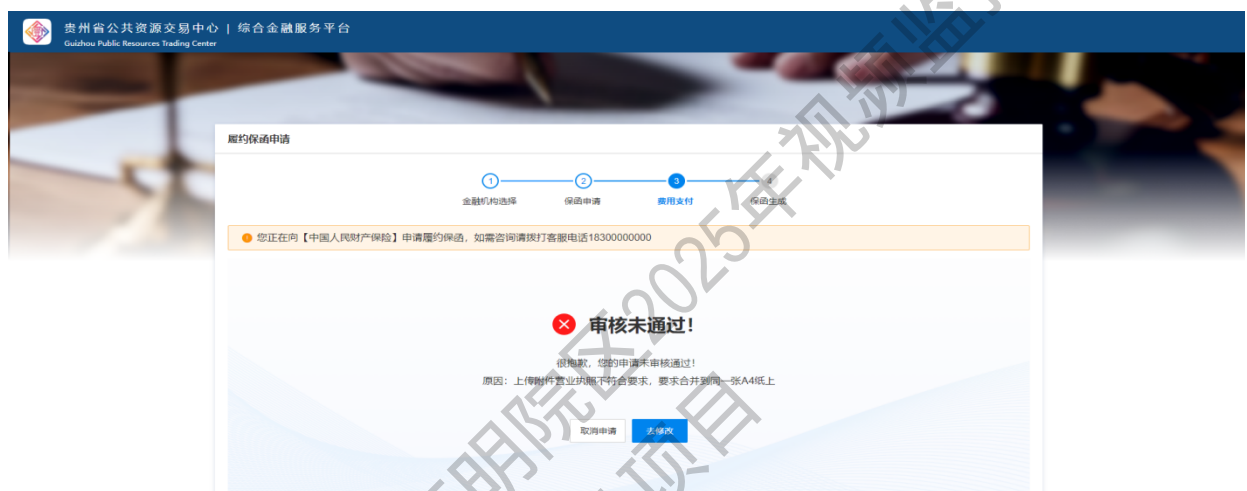 贵州省公共资源交易中心 | 综合金融服务平台
Guizhou Public Resources Trading Center
履约保函申请
1 2 3 4
金融机构选择 保函申请 费用支付 保函生成
您正在向【中国人民财产保险】申请履约保函，如需咨询请拨打客服电话18300000000
审核未通过！
很抱歉，您的申请未审核通过！
原因：上传附件营业执照不符合要求，要求合并到同一张A4纸上
取消申请 去修改
明院区2025年视频监
项目